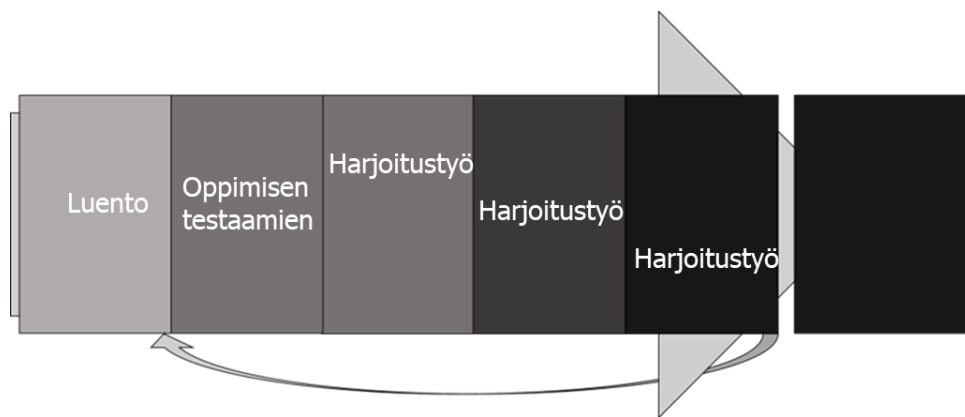 Luento
Oppimisen
testaamien
Harjoitustyö
Harjoitustyö
Harjoitustyö